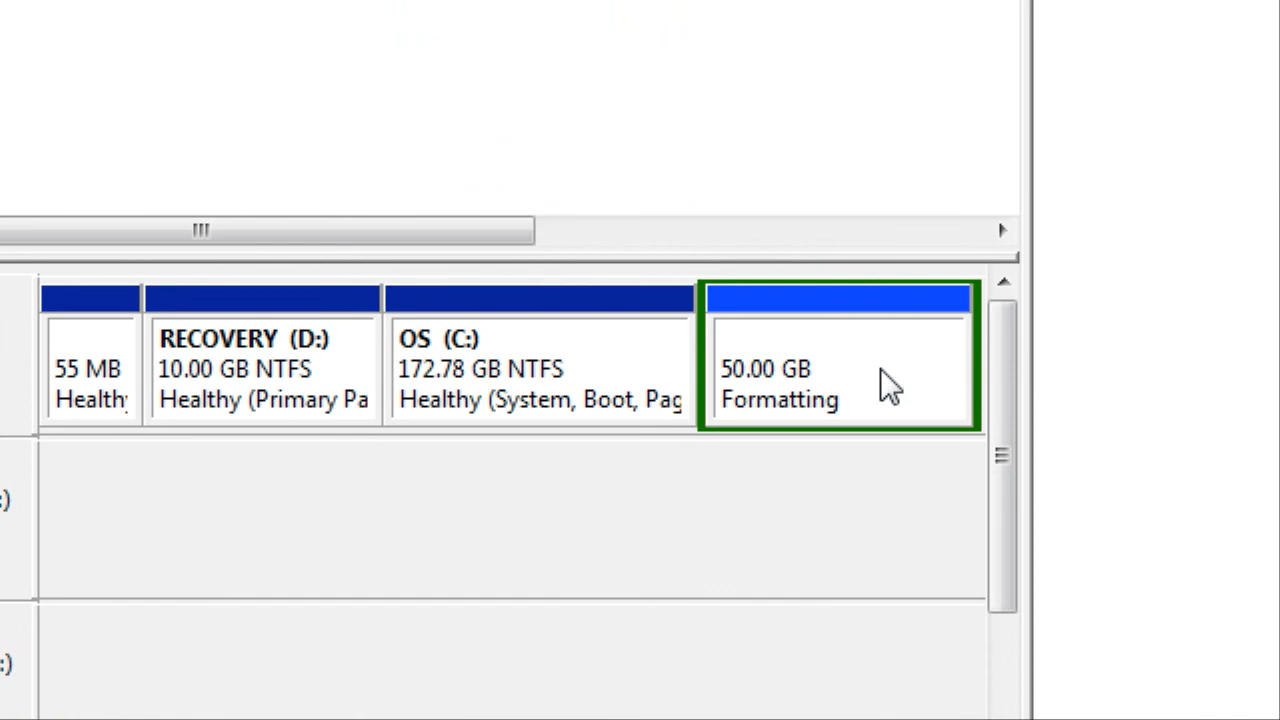 RECOVERY (D:)
OS (C:)
55 MB
10.00 GB NTFS
172.78 GB NTFS
50.00 GB
Health
Healthy (Primary Pa
Healthy (System, Boot, Pag
Formatting
:)
:)